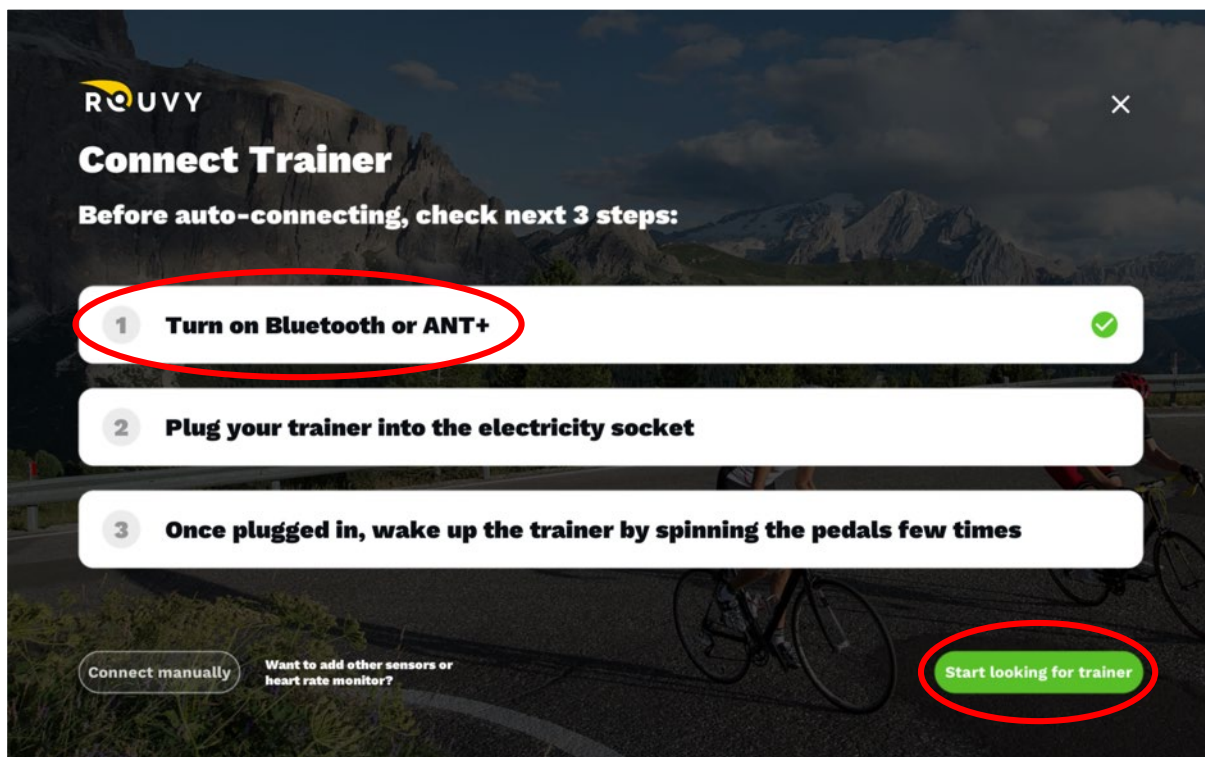 ROUVY
Connect Trainer
Before auto-connecting, check next 3 steps:
1 Turn on Bluetooth or ANT+
2 Plug your trainer into the electricity socket
3 Once plugged in, wake up the trainer by spinning the pedals few times
Connect manually
Want to add other sensors or
heart rate monitor?
Start looking for trainer